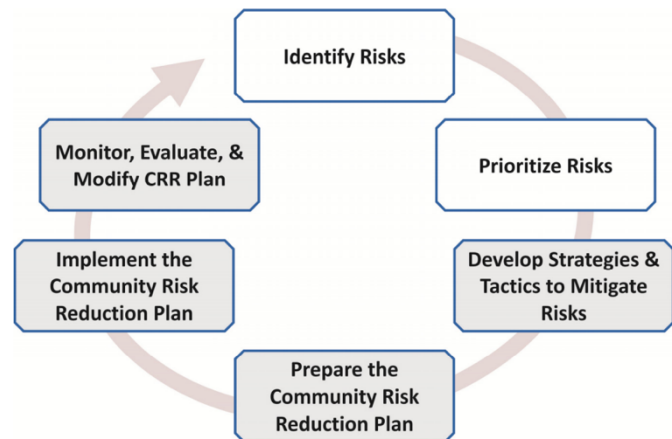 Identify Risks
Prioritize Risks
Develop Strategies &
Tactics to Mitigate
Risks
Prepare the
Community Risk
Reduction Plan
Implement the
Community Risk
Reduction Plan
Monitor, Evaluate, &
Modify CRR Plan